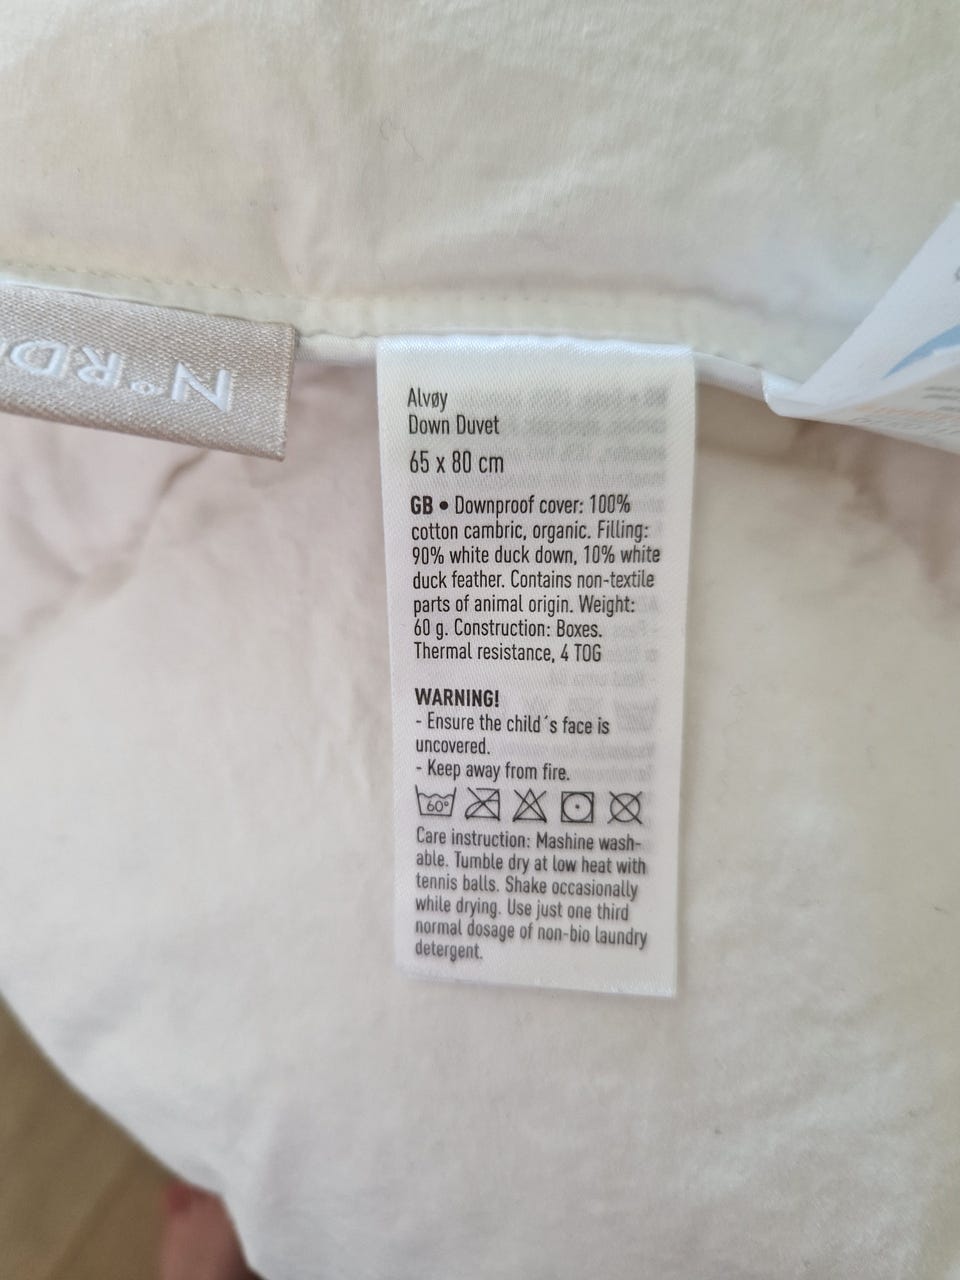 N°RD
Alvøy
Down Duvet
65 x 80 cm
GB • Downproof cover: 100%
cotton cambric, organic. Filling:
90% white duck down, 10% white
duck feather. Contains non-textile
parts of animal origin. Weight:
60 g. Construction: Boxes.
Thermal resistance, 4 TOG
WARNING!
- Ensure the child´s face is
uncovered.
- Keep away from fire.
60°
Care instruction: Mashine wash-
able. Tumble dry at low heat with
tennis balls. Shake occasionally
while drying. Use just one third
normal dosage of non-bio laundry
detergent.